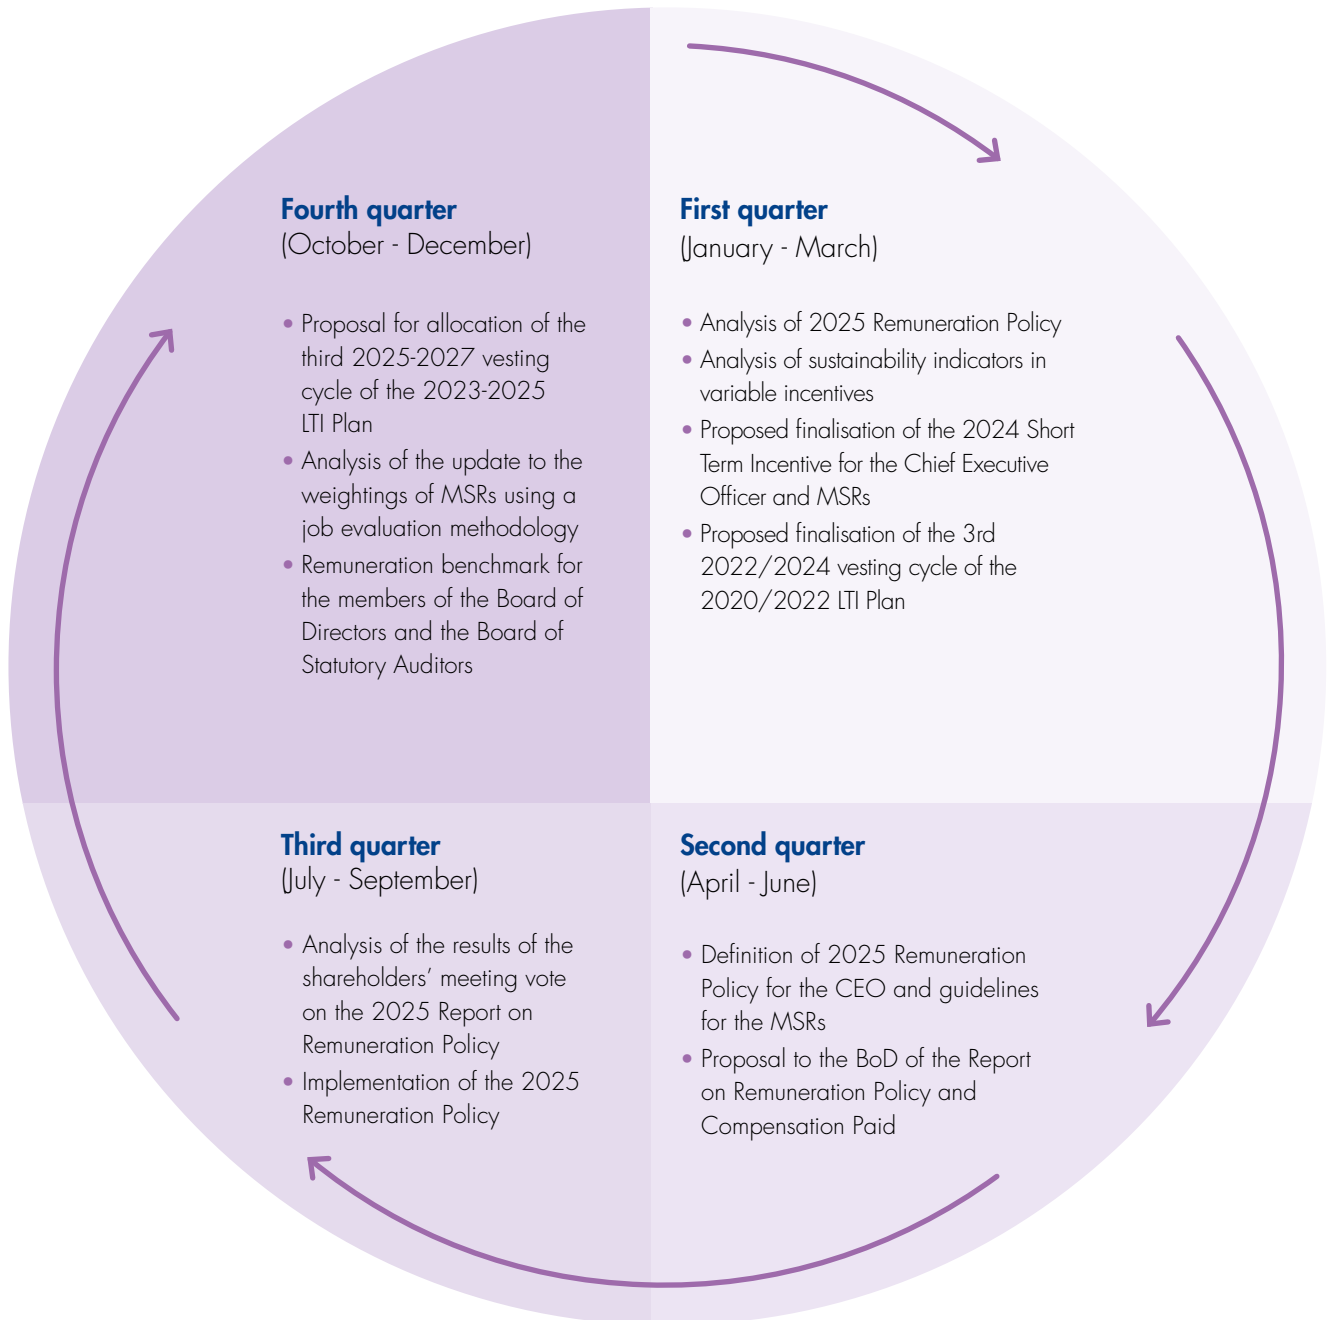 Fourth quarter
(October - December)
• Proposal for allocation of the
third 2025-2027 vesting
cycle of the 2023-2025
LTI Plan
• Analysis of the update to the
weightings of MSRs using a
job evaluation methodology
• Remuneration benchmark for
the members of the Board of
Directors and the Board of
Statutory Auditors
First quarter
(January - March)
• Analysis of 2025 Remuneration Policy
• Analysis of sustainability indicators in
variable incentives
• Proposed finalisation of the 2024 Short
Term Incentive for the Chief Executive
Officer and MSRs
• Proposed finalisation of the 3rd
2022/2024 vesting cycle of the
2020/2022 LTI Plan
Third quarter
(July - September)
• Analysis of the results of the
shareholders’ meeting vote
on the 2025 Report on
Remuneration Policy
• Implementation of the 2025
Remuneration Policy
Second quarter
(April - June)
• Definition of 2025 Remuneration
Policy for the CEO and guidelines
for the MSRs
• Proposal to the BoD of the Report
on Remuneration Policy and
Compensation Paid